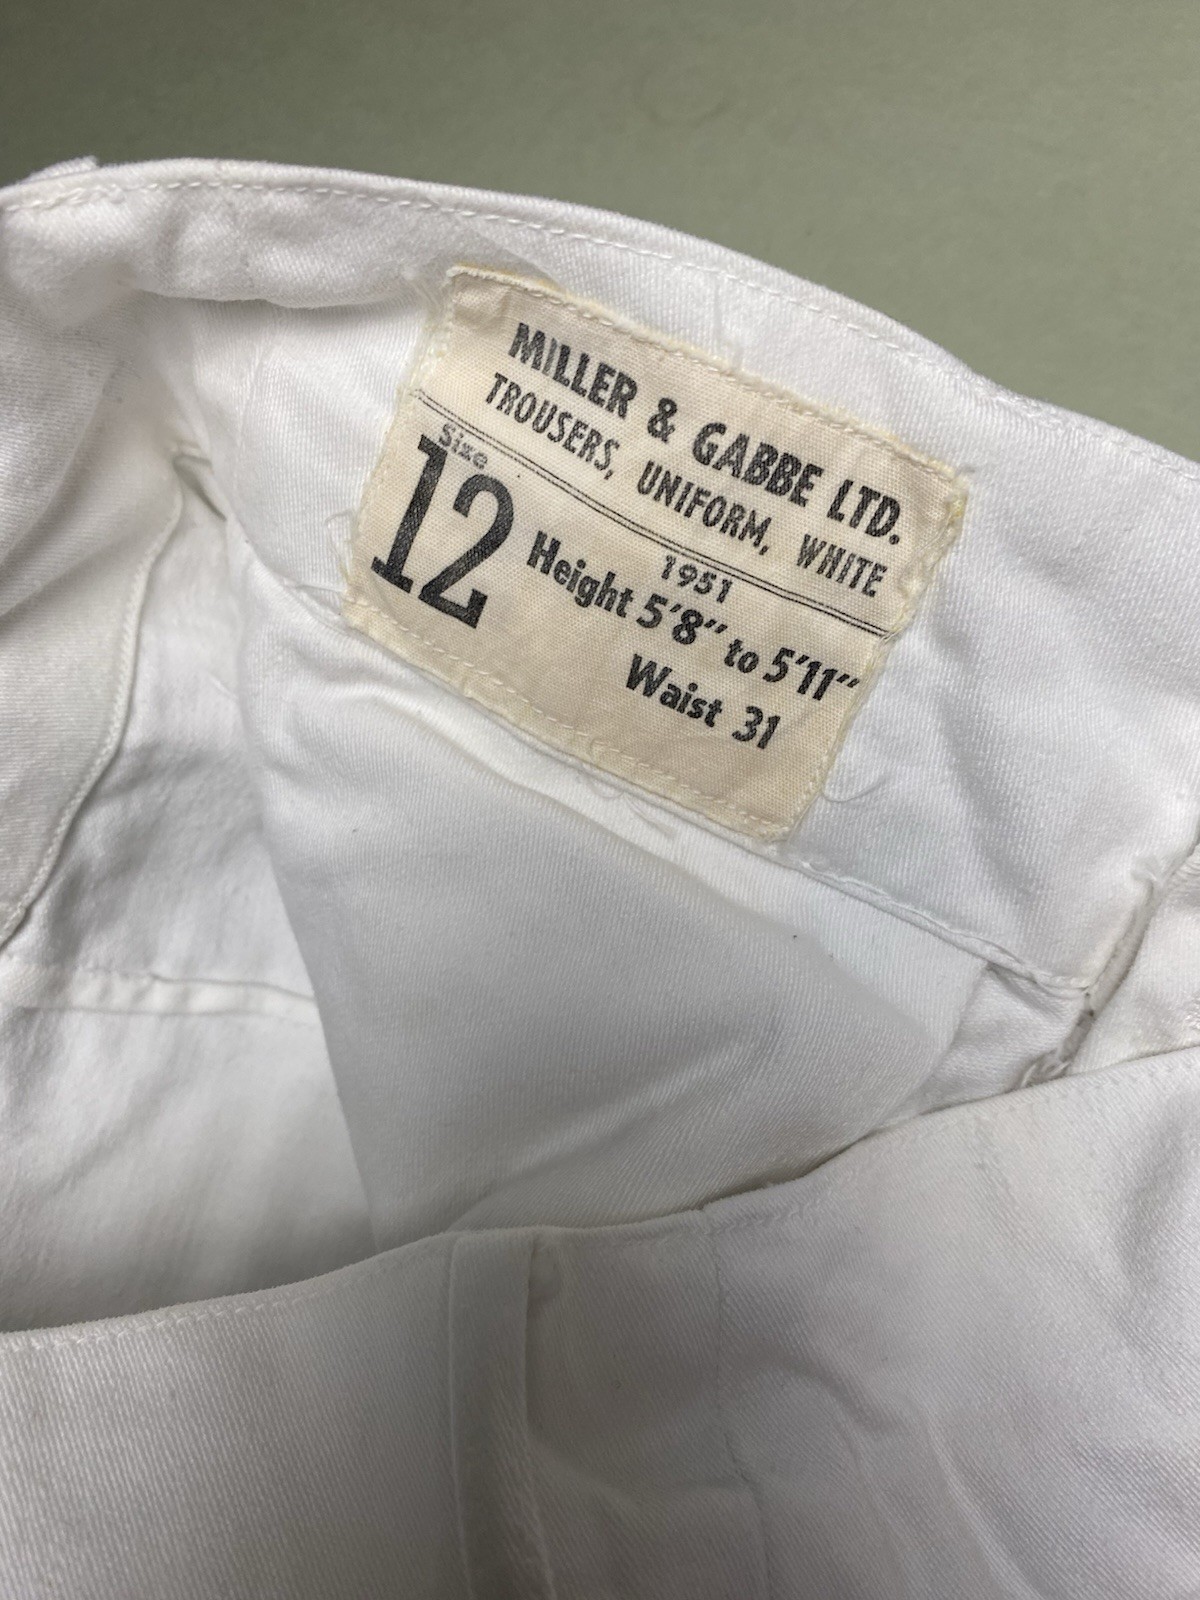 MILLER & GABBE LTD.
TROUSERS, UNIFORM, WHITE
1951
Size
12
Height 5'8" to 5'11"
Waist 31